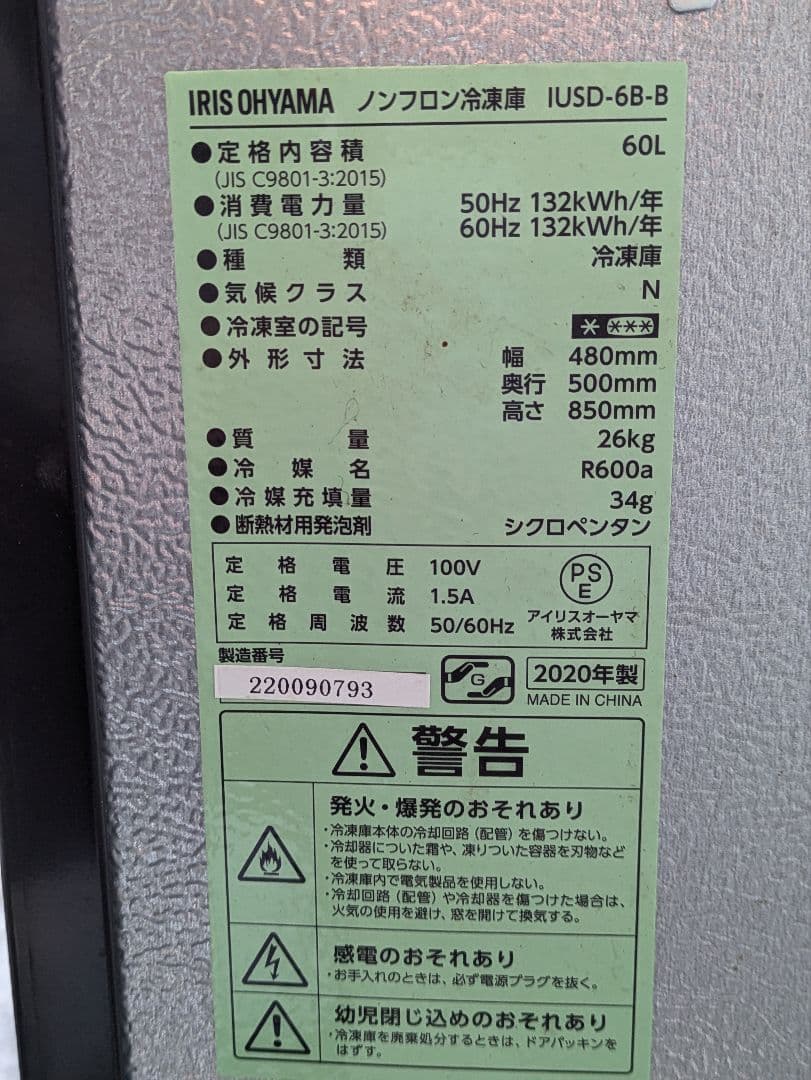 IRIS OHYAMA ノンフロン冷凍庫 IUSD-6B-B
●定格内容積 60L
(JIS C9801-3:2015)
●消費電力量 50Hz 132kWh/年
(JIS C9801-3:2015) 60Hz 132kWh/年
●種類 冷凍庫
●気候クラス N
●冷凍室の記号 * ***
●外形寸法 幅 480mm
奥行 500mm
高さ 850mm
●質量 26kg
●冷媒名 R600a
●冷媒充填量 34g
●断熱材用発泡剤 シクロペンタン
定格電圧 100V
定格電流 1.5A
定格周波数 50/60Hz
PS
E
アイリスオーヤマ
株式会社
製造番号
220090793
G
2020年製
MADE IN CHINA
警告
発火・爆発のおそれあり
・冷凍庫本体の冷却回路(配管)を傷つけない。
・冷却器についた霜や、凍りついた容器を刃物など
を使って取らない。
・冷凍庫内で電気製品を使用しない。
・冷却回路(配管)や冷却器を傷つけた場合は、
火気の使用を避け、窓を開けて換気する。
感電のおそれあり
・お手入れのときは、必ず電源プラグを抜く。
幼児閉じ込めのおそれあり
・冷凍庫を廃棄処分するときは、ドアパッキンを
はずす。